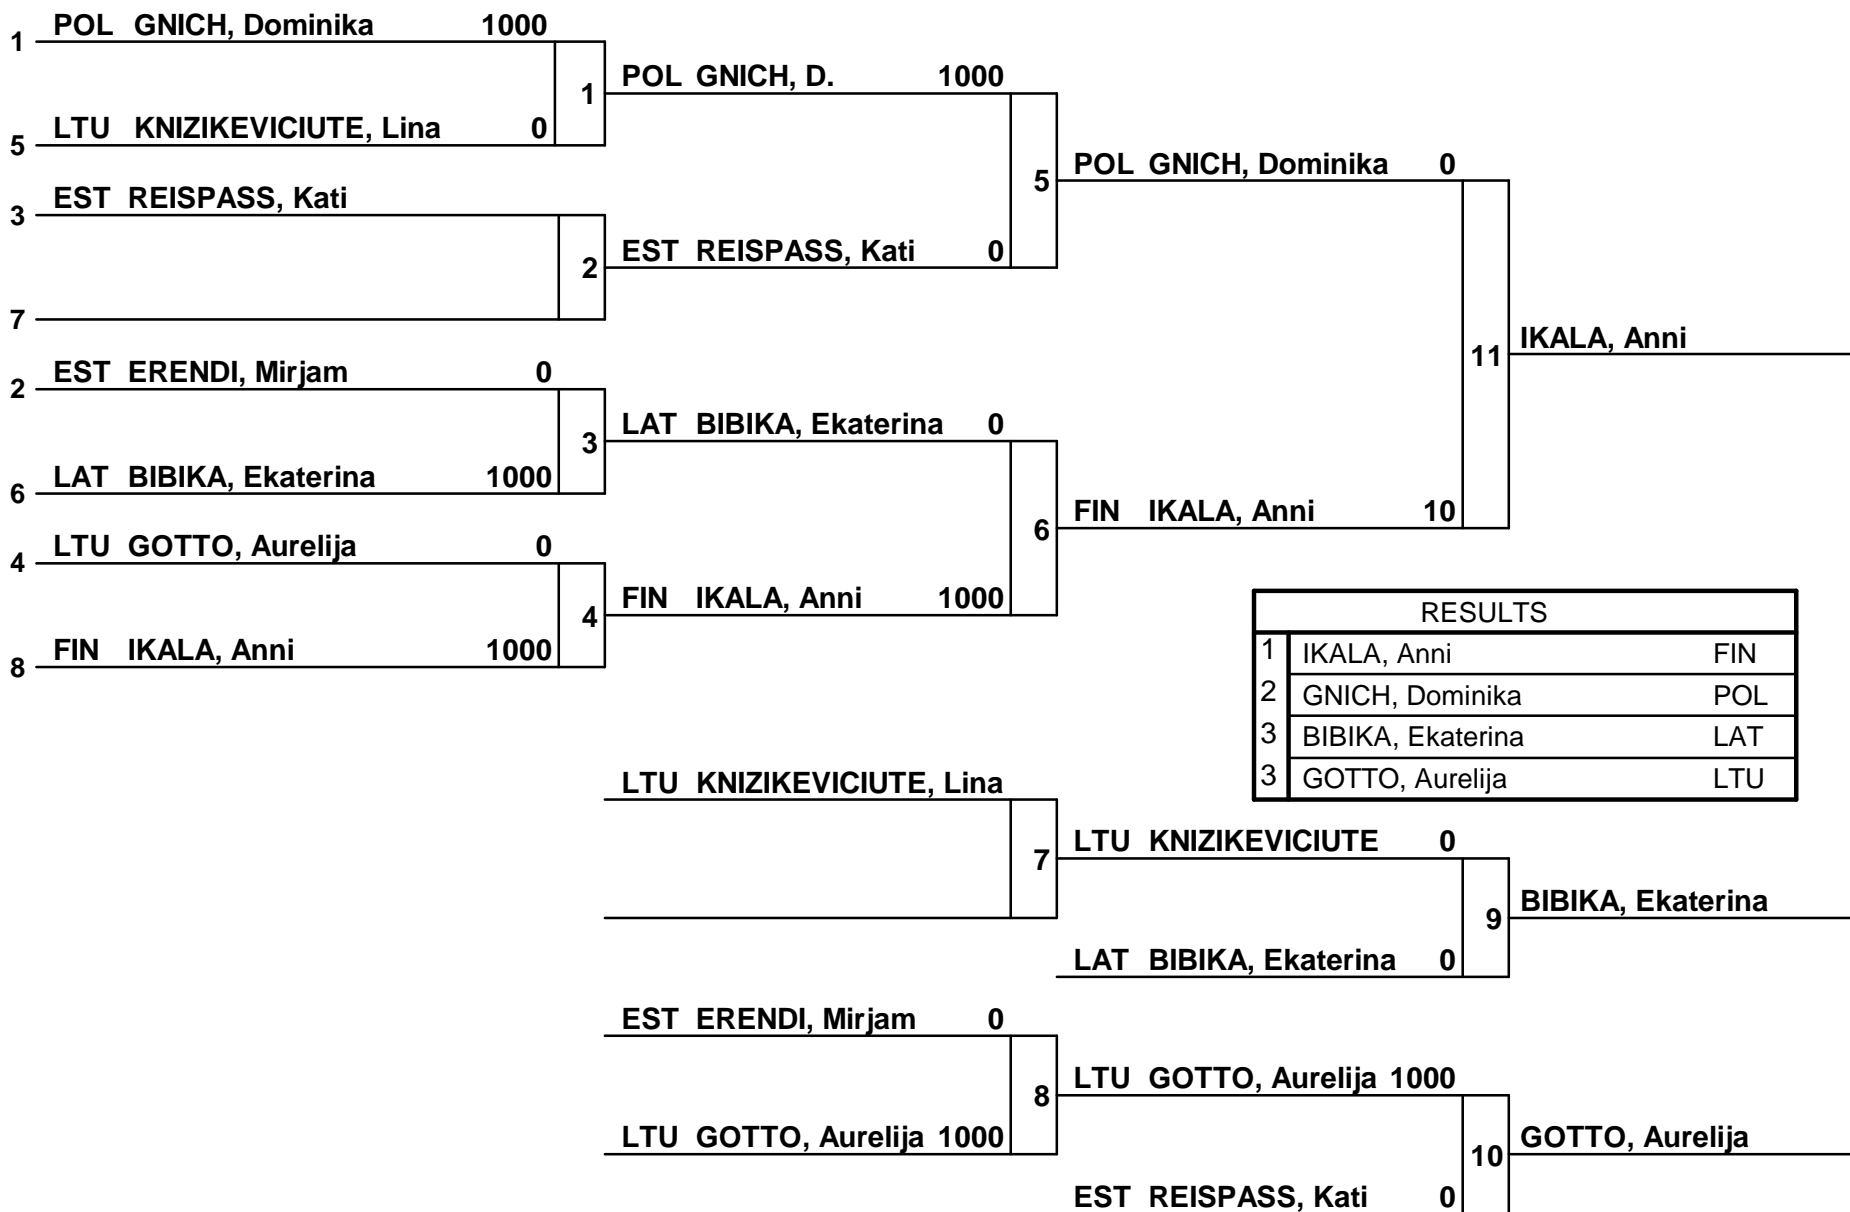 1 POL GNICH, Dominika 1000
5 LTU KNIZIKEVICIUTE, Lina 0
1
3 EST REISPASS, Kati
7
2
2 EST ERENDI, Mirjam 0
6 LAT BIBIKA, Ekaterina 1000
3
4 LTU GOTTO, Aurelija 0
8 FIN IKALA, Anni 1000
4
POL GNICH, D. 1000
EST REISPASS, Kati 0
5
LAT BIBIKA, Ekaterina 0
FIN IKALA, Anni 1000
6
POL GNICH, Dominika 0
FIN IKALA, Anni 10
11
IKALA, Anni
RESULTS
1 IKALA, Anni FIN
2 GNICH, Dominika POL
3 BIBIKA, Ekaterina LAT
3 GOTTO, Aurelija LTU
LTU KNIZIKEVICIUTE, Lina
7
LTU KNIZIKEVICIUTE 0
LAT BIBIKA, Ekaterina 0
9
BIBIKA, Ekaterina
EST ERENDI, Mirjam 0
LTU GOTTO, Aurelija 1000
8
LTU GOTTO, Aurelija 1000
EST REISPASS, Kati 0
10
GOTTO, Aurelija